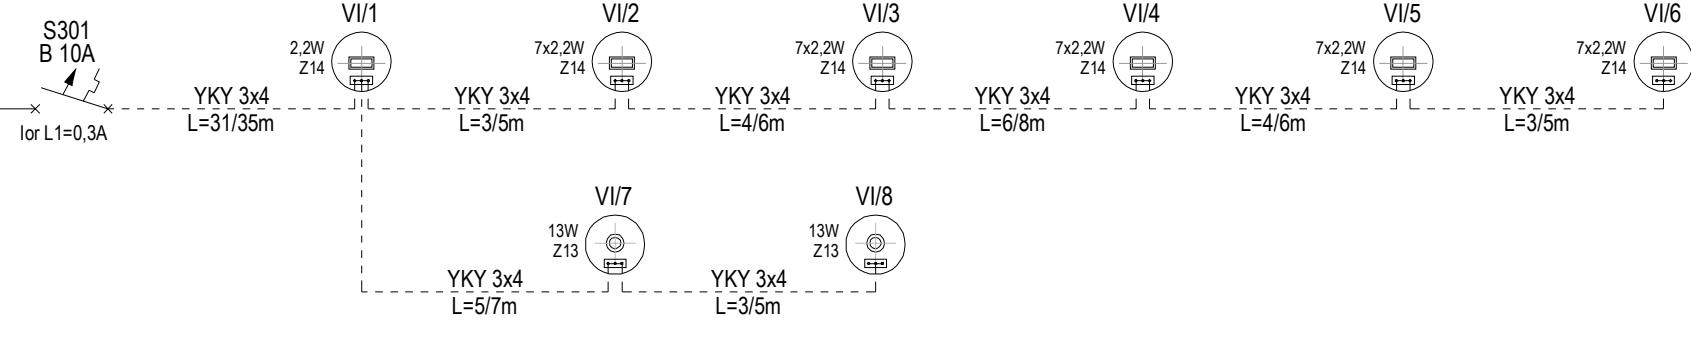 VI/1
VI/2
VI/3
VI/4
VI/5
VI/6
S301
B 10A
2,2W
Z14
7x2,2W
Z14
7x2,2W
Z14
7x2,2W
Z14
7x2,2W
Z14
7x2,2W
Z14
YKY 3x4
L=31/35m
YKY 3x4
L=3/5m
YKY 3x4
L=4/6m
YKY 3x4
L=6/8m
YKY 3x4
L=4/6m
YKY 3x4
L=3/5m
Ior L1=0,3A
VI/7
VI/8
13W
Z13
13W
Z13
YKY 3x4
L=5/7m
YKY 3x4
L=3/5m